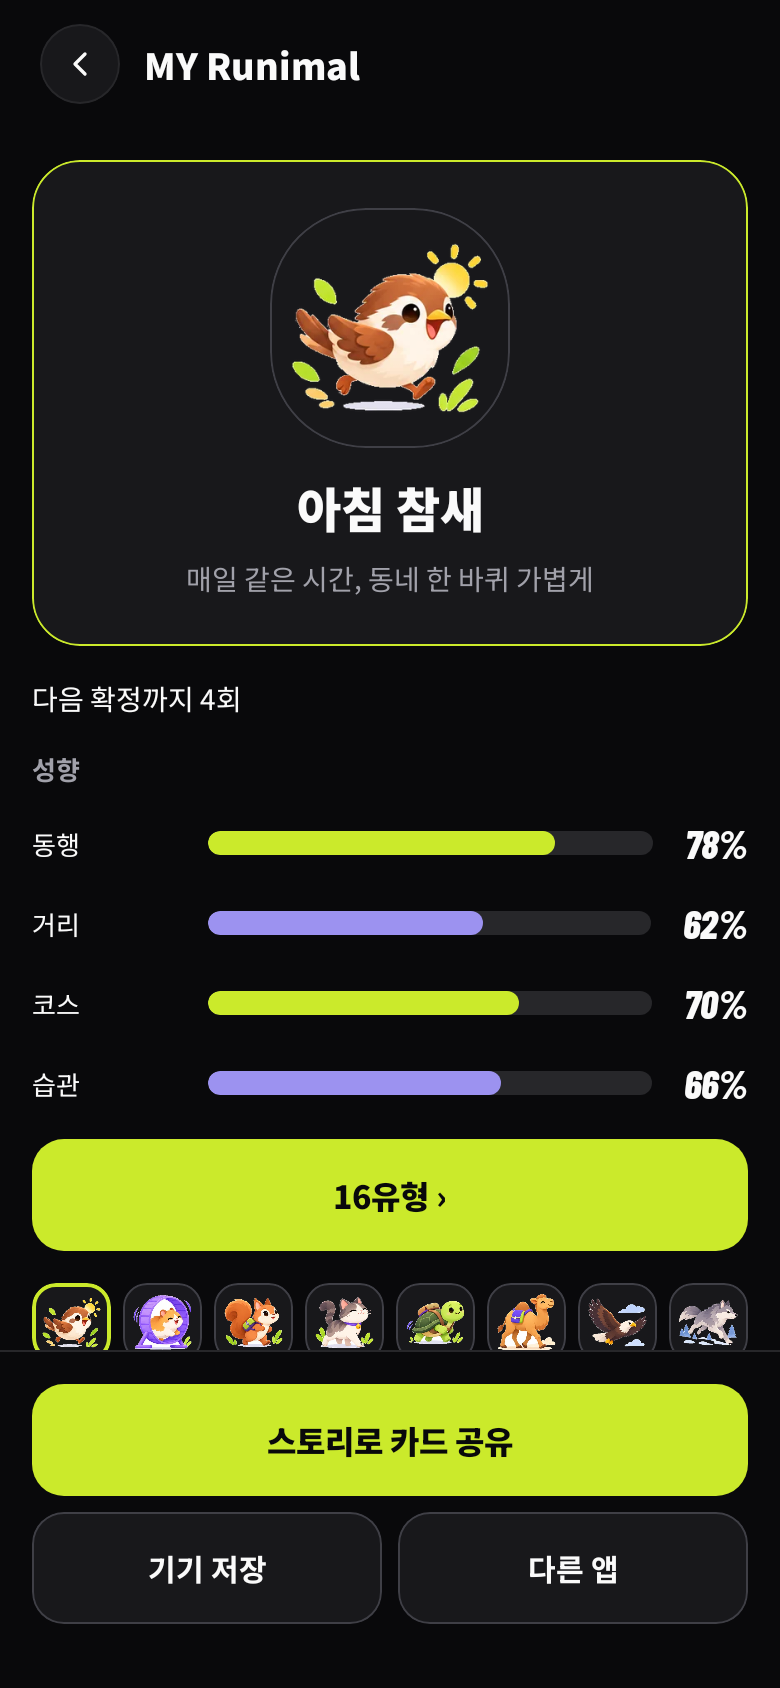 MY Runimal
아침 참새
매일 같은 시간, 동네 한 바퀴 가볍게
다음 확정까지 4회
성향
동행 78%
거리 62%
코스 70%
습관 66%
16유형 ›
스토리로 카드 공유
기기 저장 다른 앱